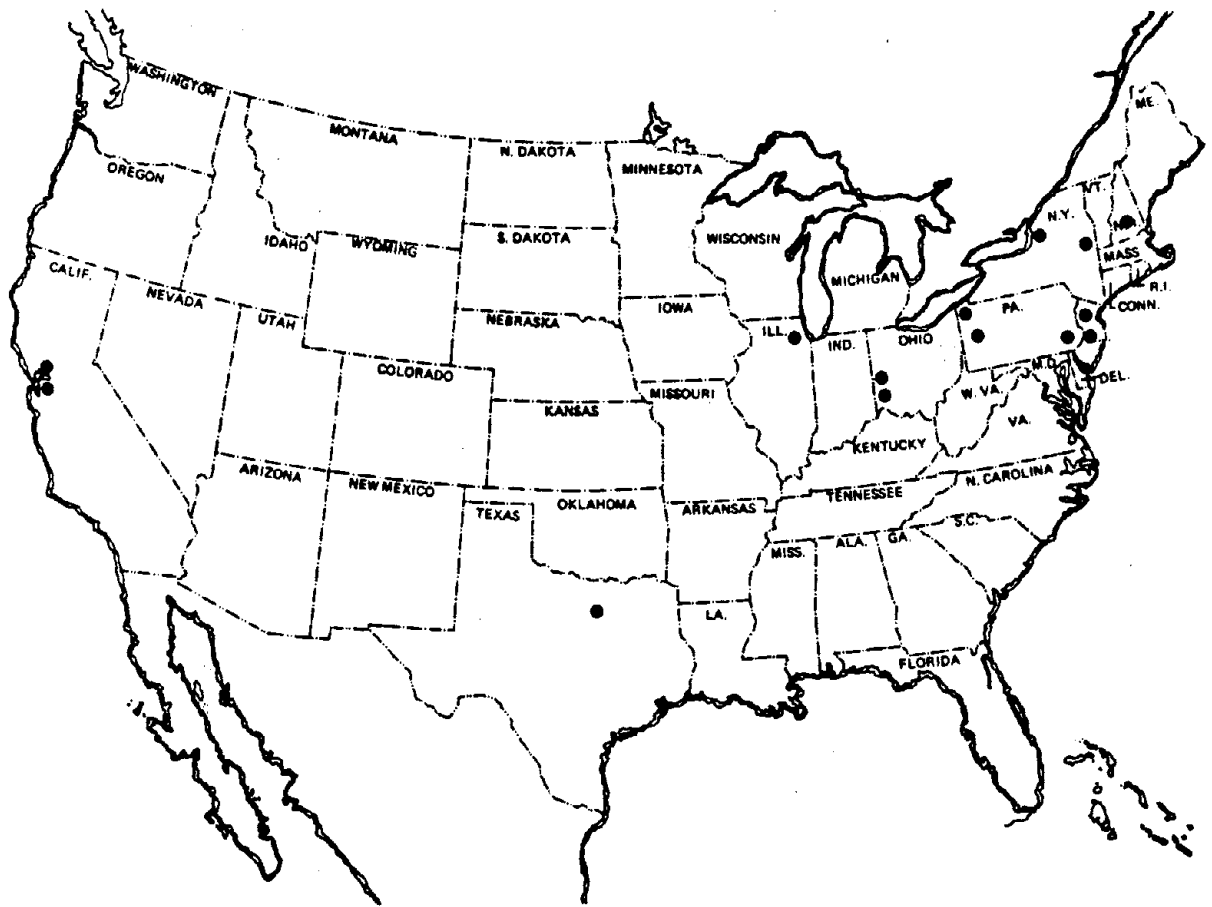 WASHINGTON
ME.
MONTANA
N. DAKOTA
MINNESOTA
OREGON
VT.
N.Y.
IDAHO
WYOMING
S. DAKOTA
WISCONSIN
MASS
CALIF.
NEVADA
MICHIGAN
R.I.
CONN.
UTAH
NEBRASKA
IOWA
ILL.
IND.
OHIO
PA.
COLORADO
M.D.
DEL.
KANSAS
MISSOURI
W. VA.
VA.
KENTUCKY
ARIZONA
NEW MEXICO
N. CAROLINA
TENNESSEE
TEXAS
OKLAHOMA
ARKANSAS
S.C.
MISS.
ALA.
GA.
LA.
FLORIDA